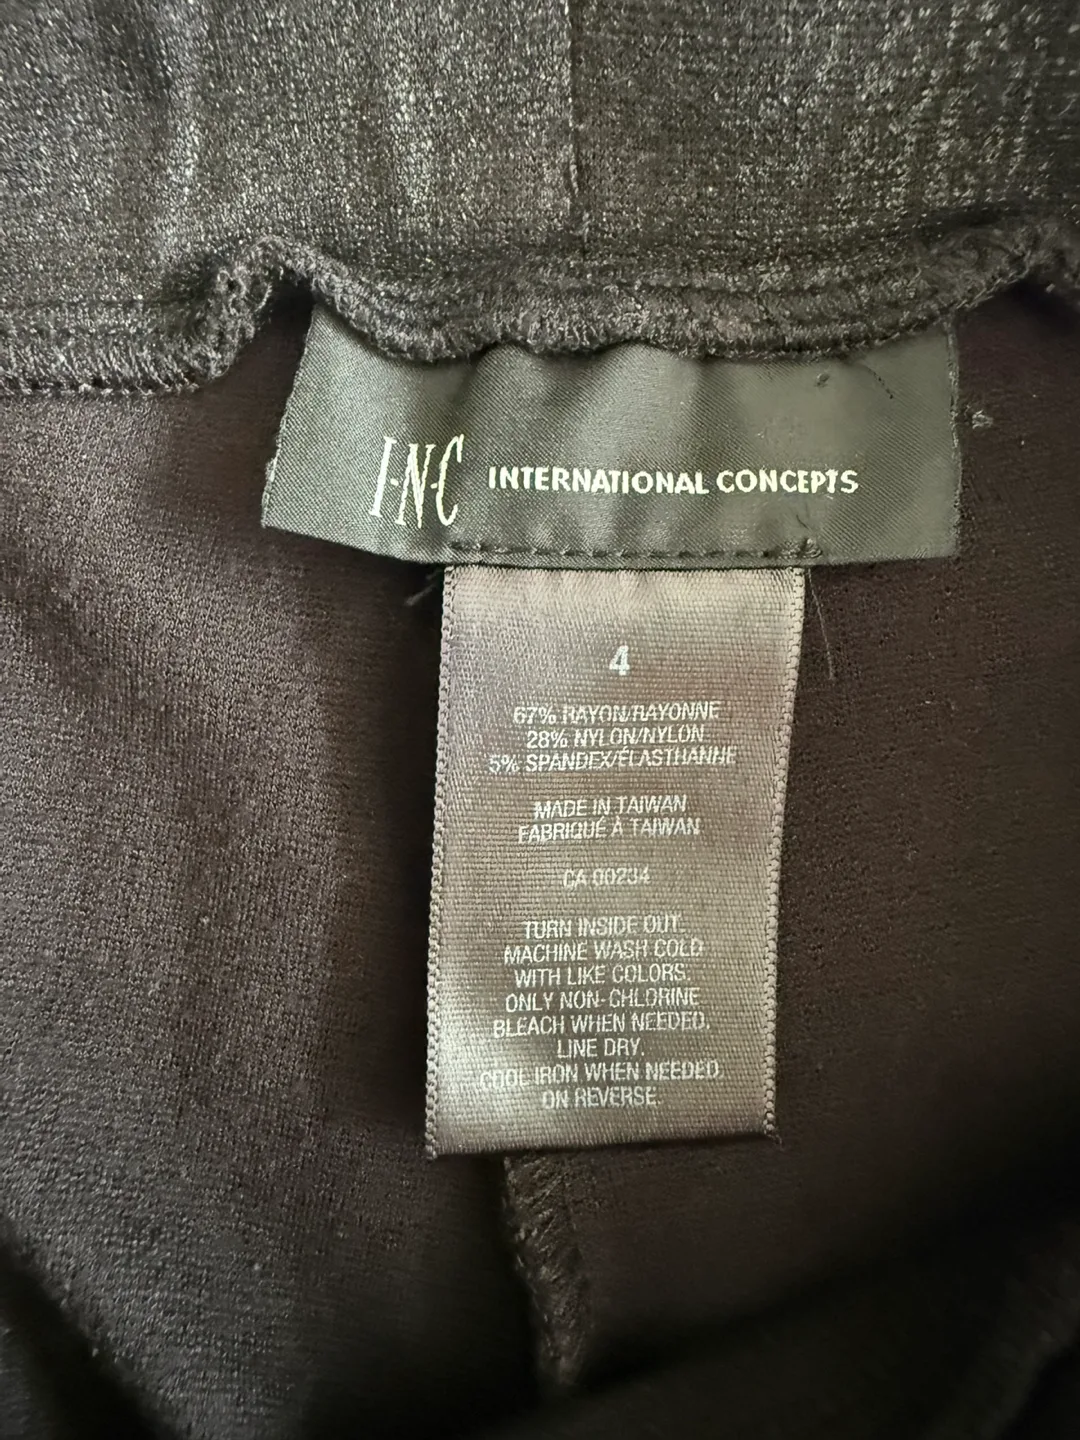 I·N·C INTERNATIONAL CONCEPTS
4
67% RAYON/RAYONNE
28% NYLON/NYLON
5% SPANDEX/ÉLASTHANNE
MADE IN TAIWAN
FABRIQUÉ À TAIWAN
CA 00234
TURN INSIDE OUT.
MACHINE WASH COLD
WITH LIKE COLORS.
ONLY NON-CHLORINE
BLEACH WHEN NEEDED.
LINE DRY.
COOL IRON WHEN NEEDED
ON REVERSE.